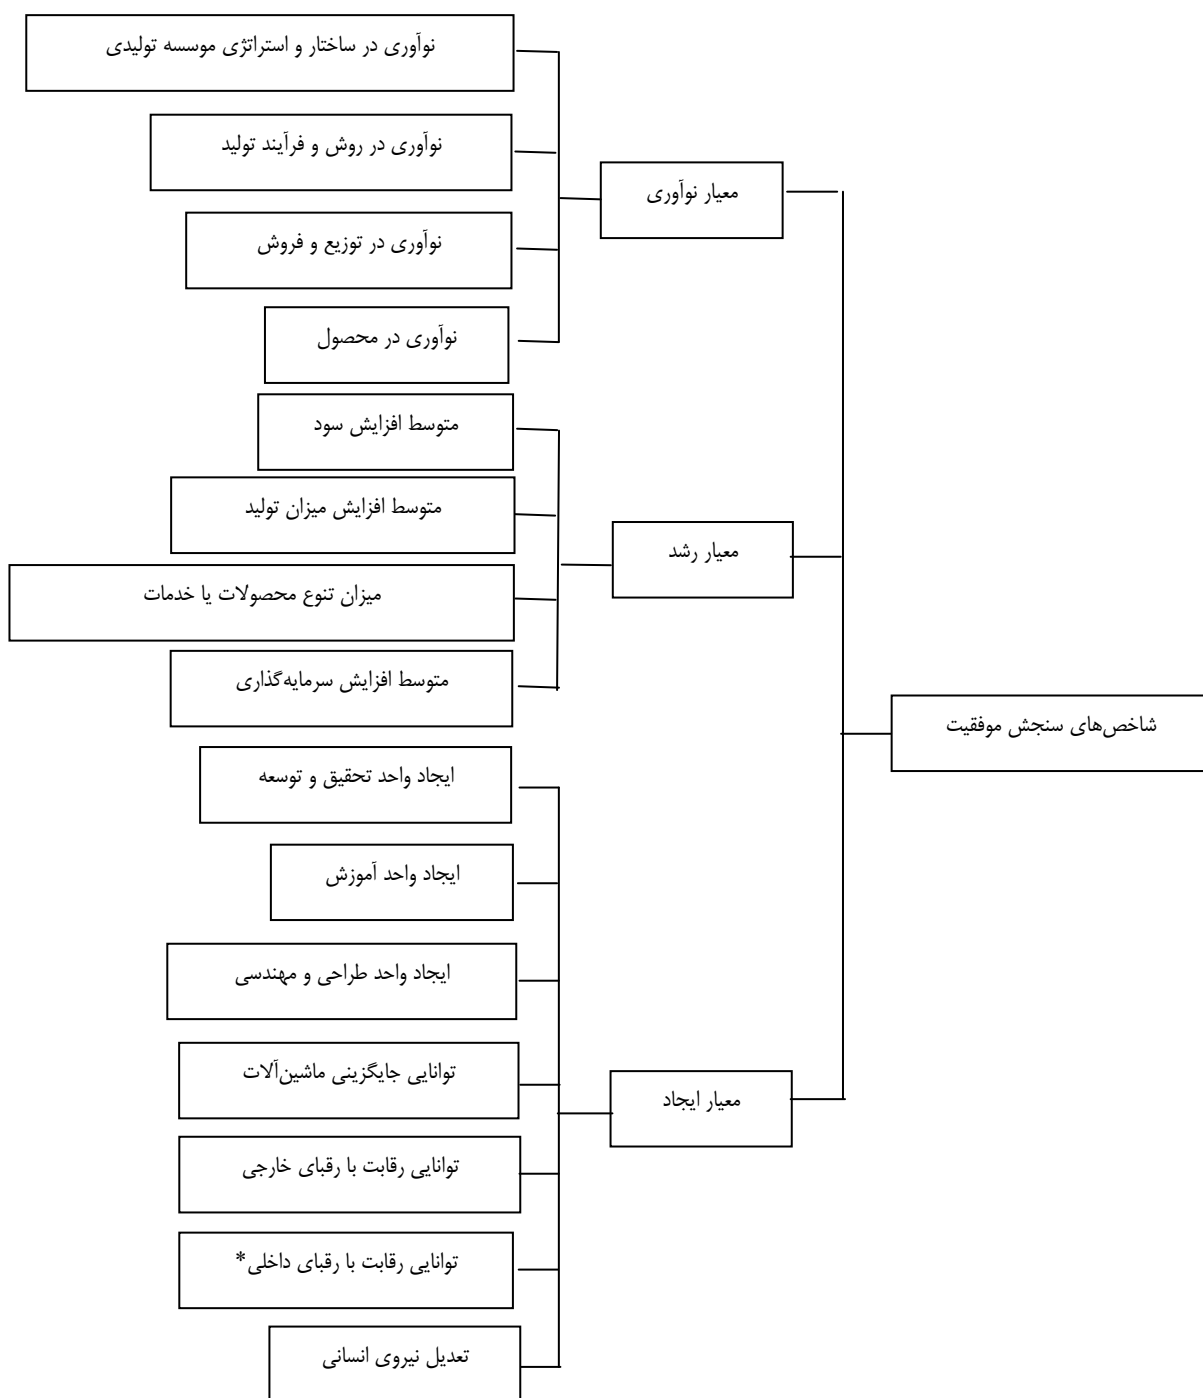 شاخص‌های سنجش موفقیت
معیار نوآوری
نوآوری در ساختار و استراتژی موسسه تولیدی
نوآوری در روش و فرآیند تولید
نوآوری در توزیع و فروش
نوآوری در محصول
معیار رشد
متوسط افزایش سود
متوسط افزایش میزان تولید
میزان تنوع محصولات یا خدمات
متوسط افزایش سرمایه‌گذاری
معیار ایجاد
ایجاد واحد تحقیق و توسعه
ایجاد واحد آموزش
ایجاد واحد طراحی و مهندسی
توانایی جایگزینی ماشین‌آلات
توانایی رقابت با رقبای خارجی
توانایی رقابت با رقبای داخلی*
تعدیل نیروی انسانی